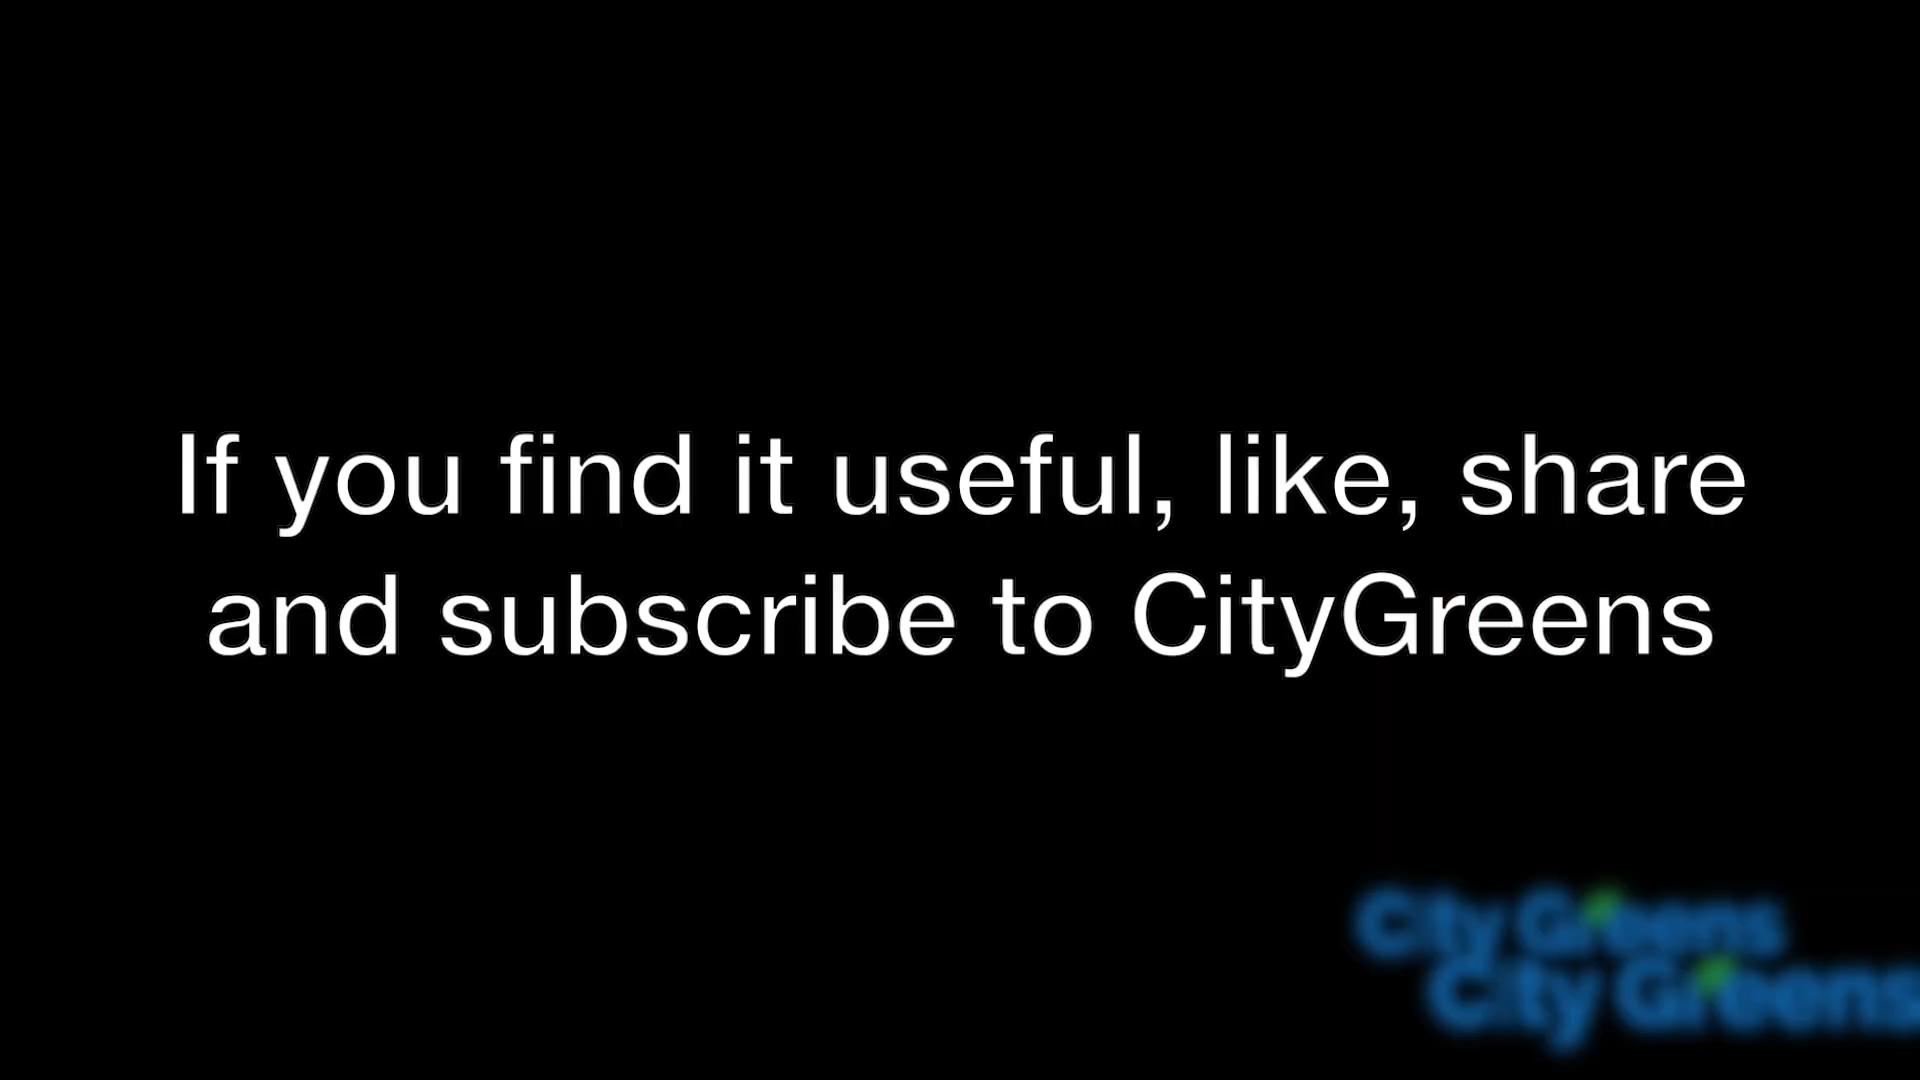 If you find it useful, like, share
and subscribe to CityGreens
City Greens
City Greens